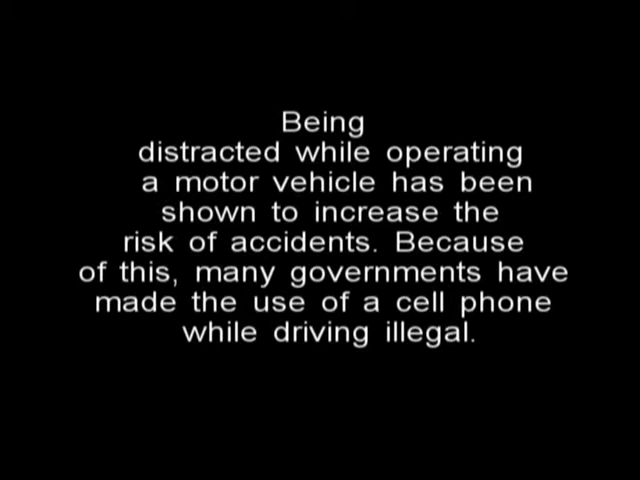 Being
distracted while operating
a motor vehicle has been
shown to increase the
risk of accidents. Because
of this, many governments have
made the use of a cell phone
while driving illegal.